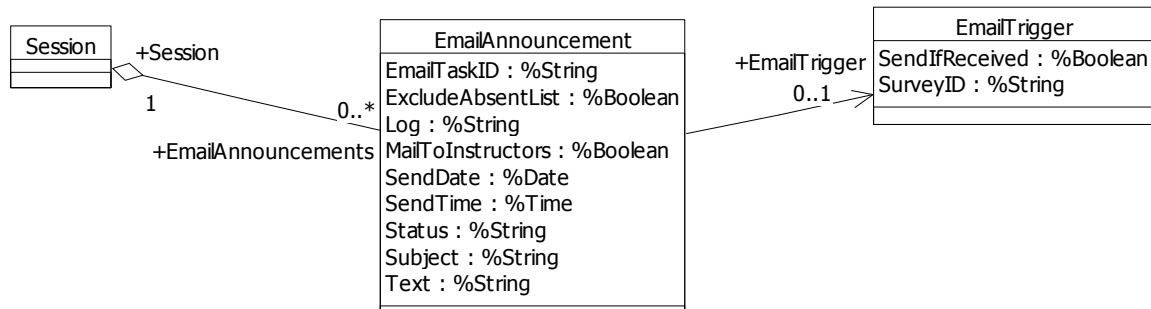 Session
+Session
1
0..*
+EmailAnnouncements
EmailAnnouncement
EmailTaskID : %String
ExcludeAbsentList : %Boolean
Log : %String
MailToInstructors : %Boolean
SendDate : %Date
SendTime : %Time
Status : %String
Subject : %String
Text : %String
+EmailTrigger
0..1
EmailTrigger
SendIfReceived : %Boolean
SurveyID : %String